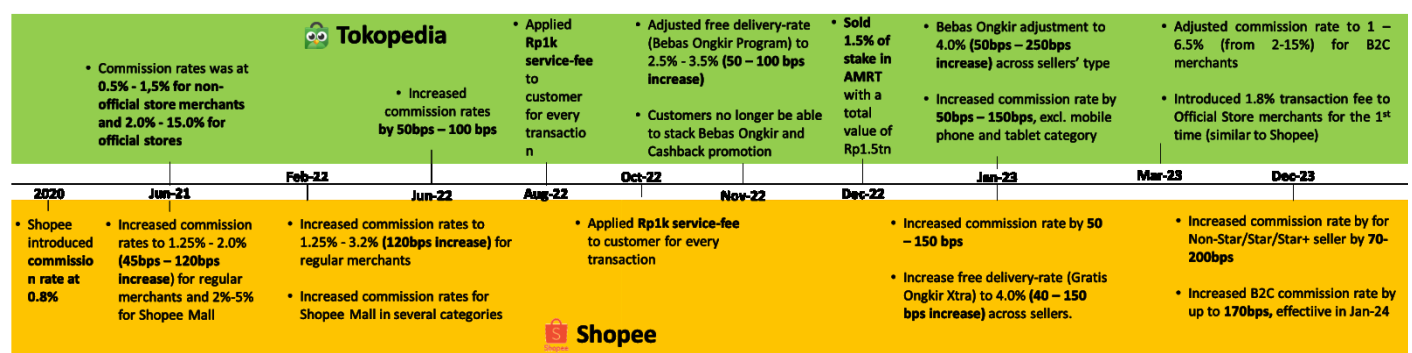 Tokopedia
• Commission rates was at
0.5% - 1,5% for non-
official store merchants
and 2.0% - 15.0% for
official stores
• Increased
commission rates
by 50bps – 100 bps
• Applied
Rp1k
service-fee
to
customer
for every
transactio
n
• Adjusted free delivery-rate
(Bebas Ongkir Program) to
2.5% - 3.5% (50 – 100 bps
increase)
• Customers no longer be able
to stack Bebas Ongkir and
Cashback promotion
• Sold
1.5% of
stake in
AMRT
with a
total
value of
Rp1.5tn
• Bebas Ongkir adjustment to
4.0% (50bps – 250bps
increase) across sellers' type
• Increased commission rate by
50bps – 150bps, excl. mobile
phone and tablet category
• Adjusted commission rate to 1 –
6.5% (from 2-15%) for B2C
merchants
• Introduced 1.8% transaction fee to
Official Store merchants for the 1st
time (similar to Shopee)
2020 Jun-21 Feb-22 Jun-22 Aug-22 Oct-22 Nov-22 Dec-22 Jan-23 Mar-23 Dec-23
• Shopee
introduced
commissio
n rate at
0.8%
• Increased commission
rates to 1.25% - 2.0%
(45bps – 120bps
increase) for regular
merchants and 2%-5%
for Shopee Mall
• Increased commission rates to
1.25% - 3.2% (120bps increase) for
regular merchants
• Increased commission rates for
Shopee Mall in several categories
• Applied Rp1k service-fee
to customer for every
transaction
• Increased commission rate by 50
– 150 bps
• Increase free delivery-rate (Gratis
Ongkir Xtra) to 4.0% (40 – 150
bps increase) across sellers.
• Increased commission rate by for
Non-Star/Star/Star+ seller by 70-
200bps
• Increased B2C commission rate by
up to 170bps, effectiive in Jan-24
S
Shopee
Shopee